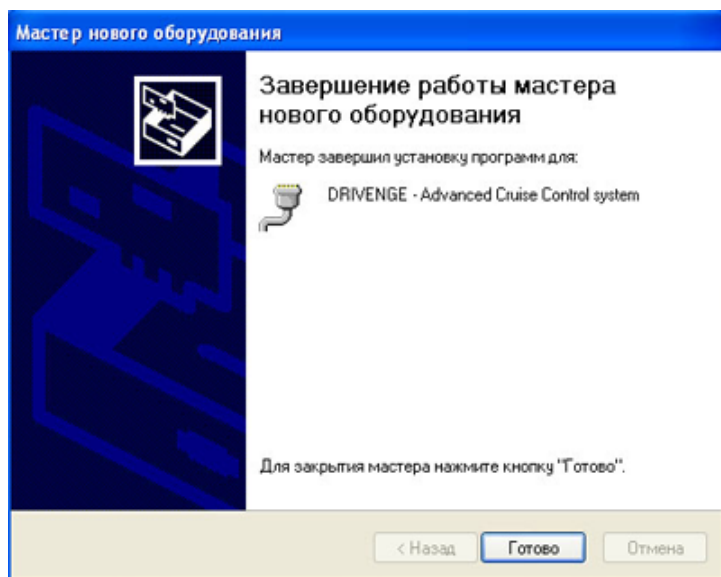 Мастер нового оборудования
Завершение работы мастера
нового оборудования
Мастер завершил установку программ для:
DRIVENGE - Advanced Cruise Control system
Для закрытия мастера нажмите кнопку "Готово".
< Назад
Готово
Отмена